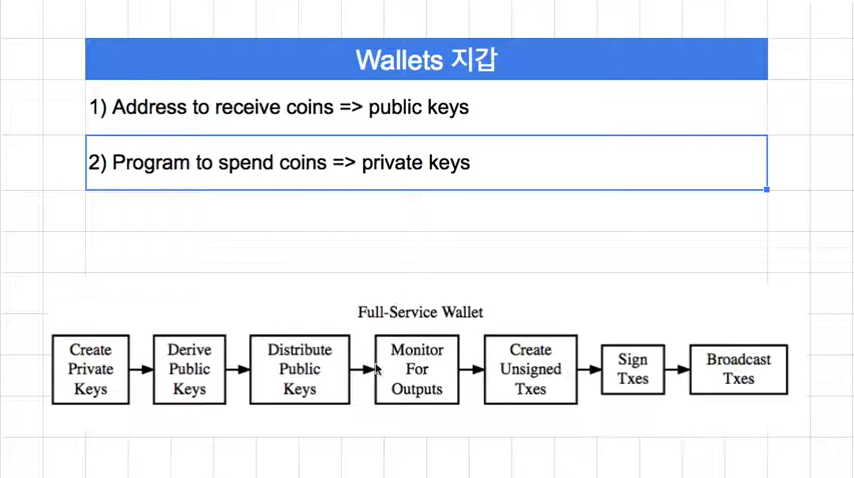 Wallets 지갑
1) Address to receive coins => public keys
2) Program to spend coins => private keys
Full-Service Wallet
Create
Private
Keys
Derive
Public
Keys
Distribute
Public
Keys
Monitor
For
Outputs
Create
Unsigned
Txes
Sign
Txes
Broadcast
Txes